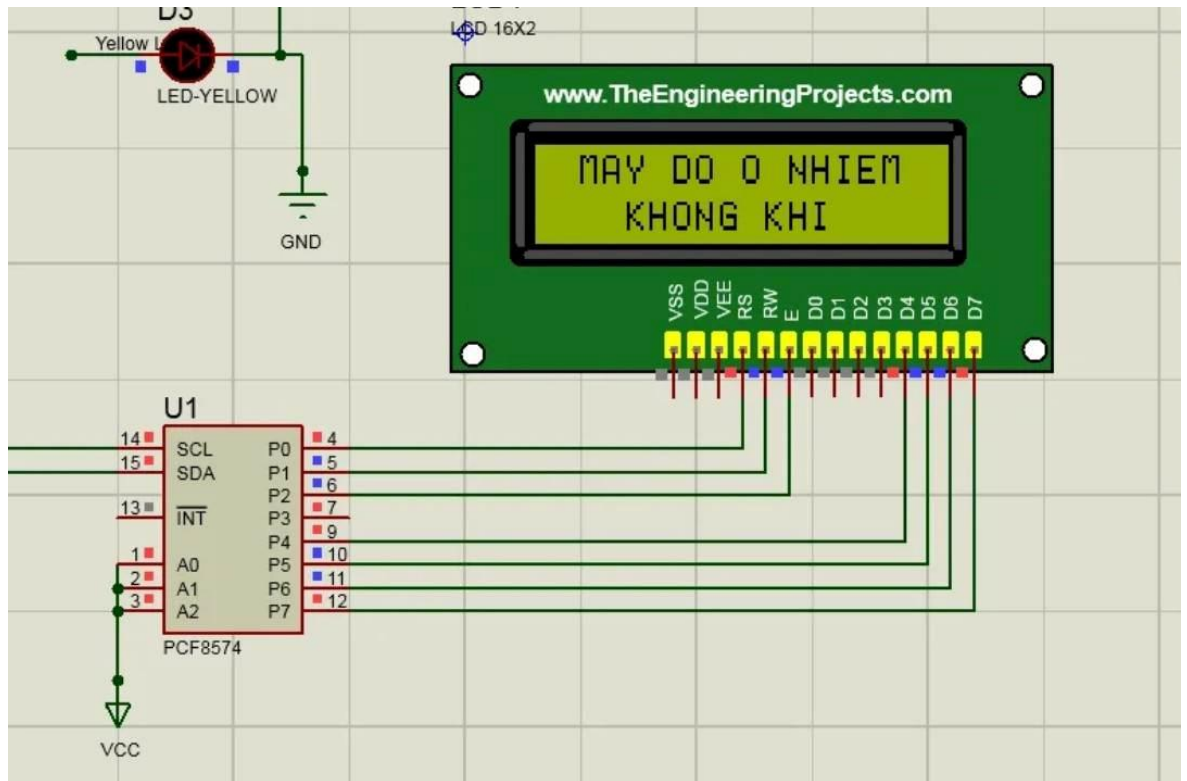 D3
Yellow L
LED-YELLOW
GND
LCD 16X2
www.TheEngineeringProjects.com
MAY DO O NHIEM
KHONG KHI
VSS VDD VEE RS RW E D0 D1 D2 D3 D4 D5 D6 D7
U1
14 SCL P0 4
15 SDA P1 5
P2 6
13 INT P3 7
P4 9
1 A0 P5 10
2 A1 P6 11
3 A2 P7 12
PCF8574
VCC